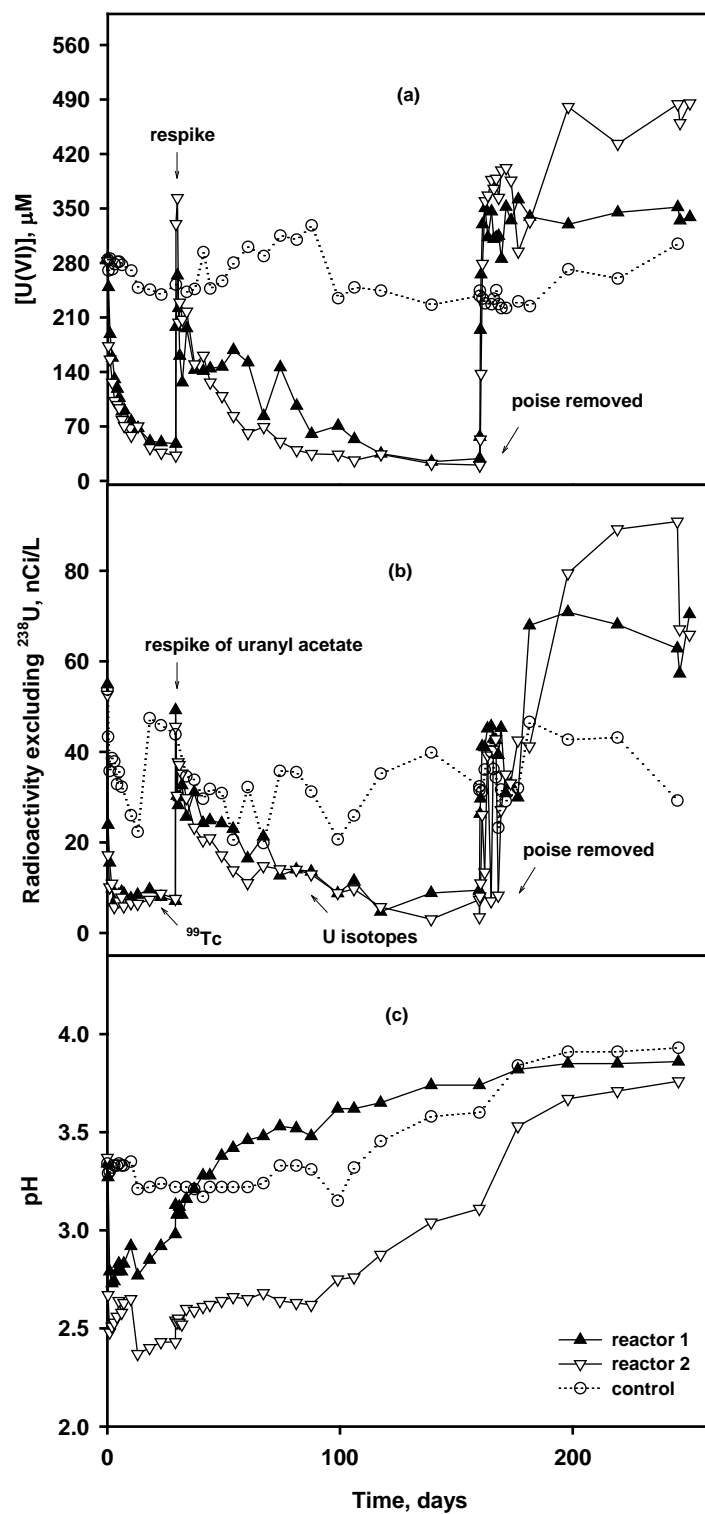 560
490
420
350
280
210
140
70
0
[U(VI)], μM
(a)
respike
poise removed
80
60
40
20
0
Radioactivity excluding ²³⁸U, nCi/L
(b)
respike of uranyl acetate
poise removed
⁹⁹Tc
U isotopes
4.0
3.5
3.0
2.5
2.0
pH
(c)
reactor 1
reactor 2
control
0 100 200
Time, days